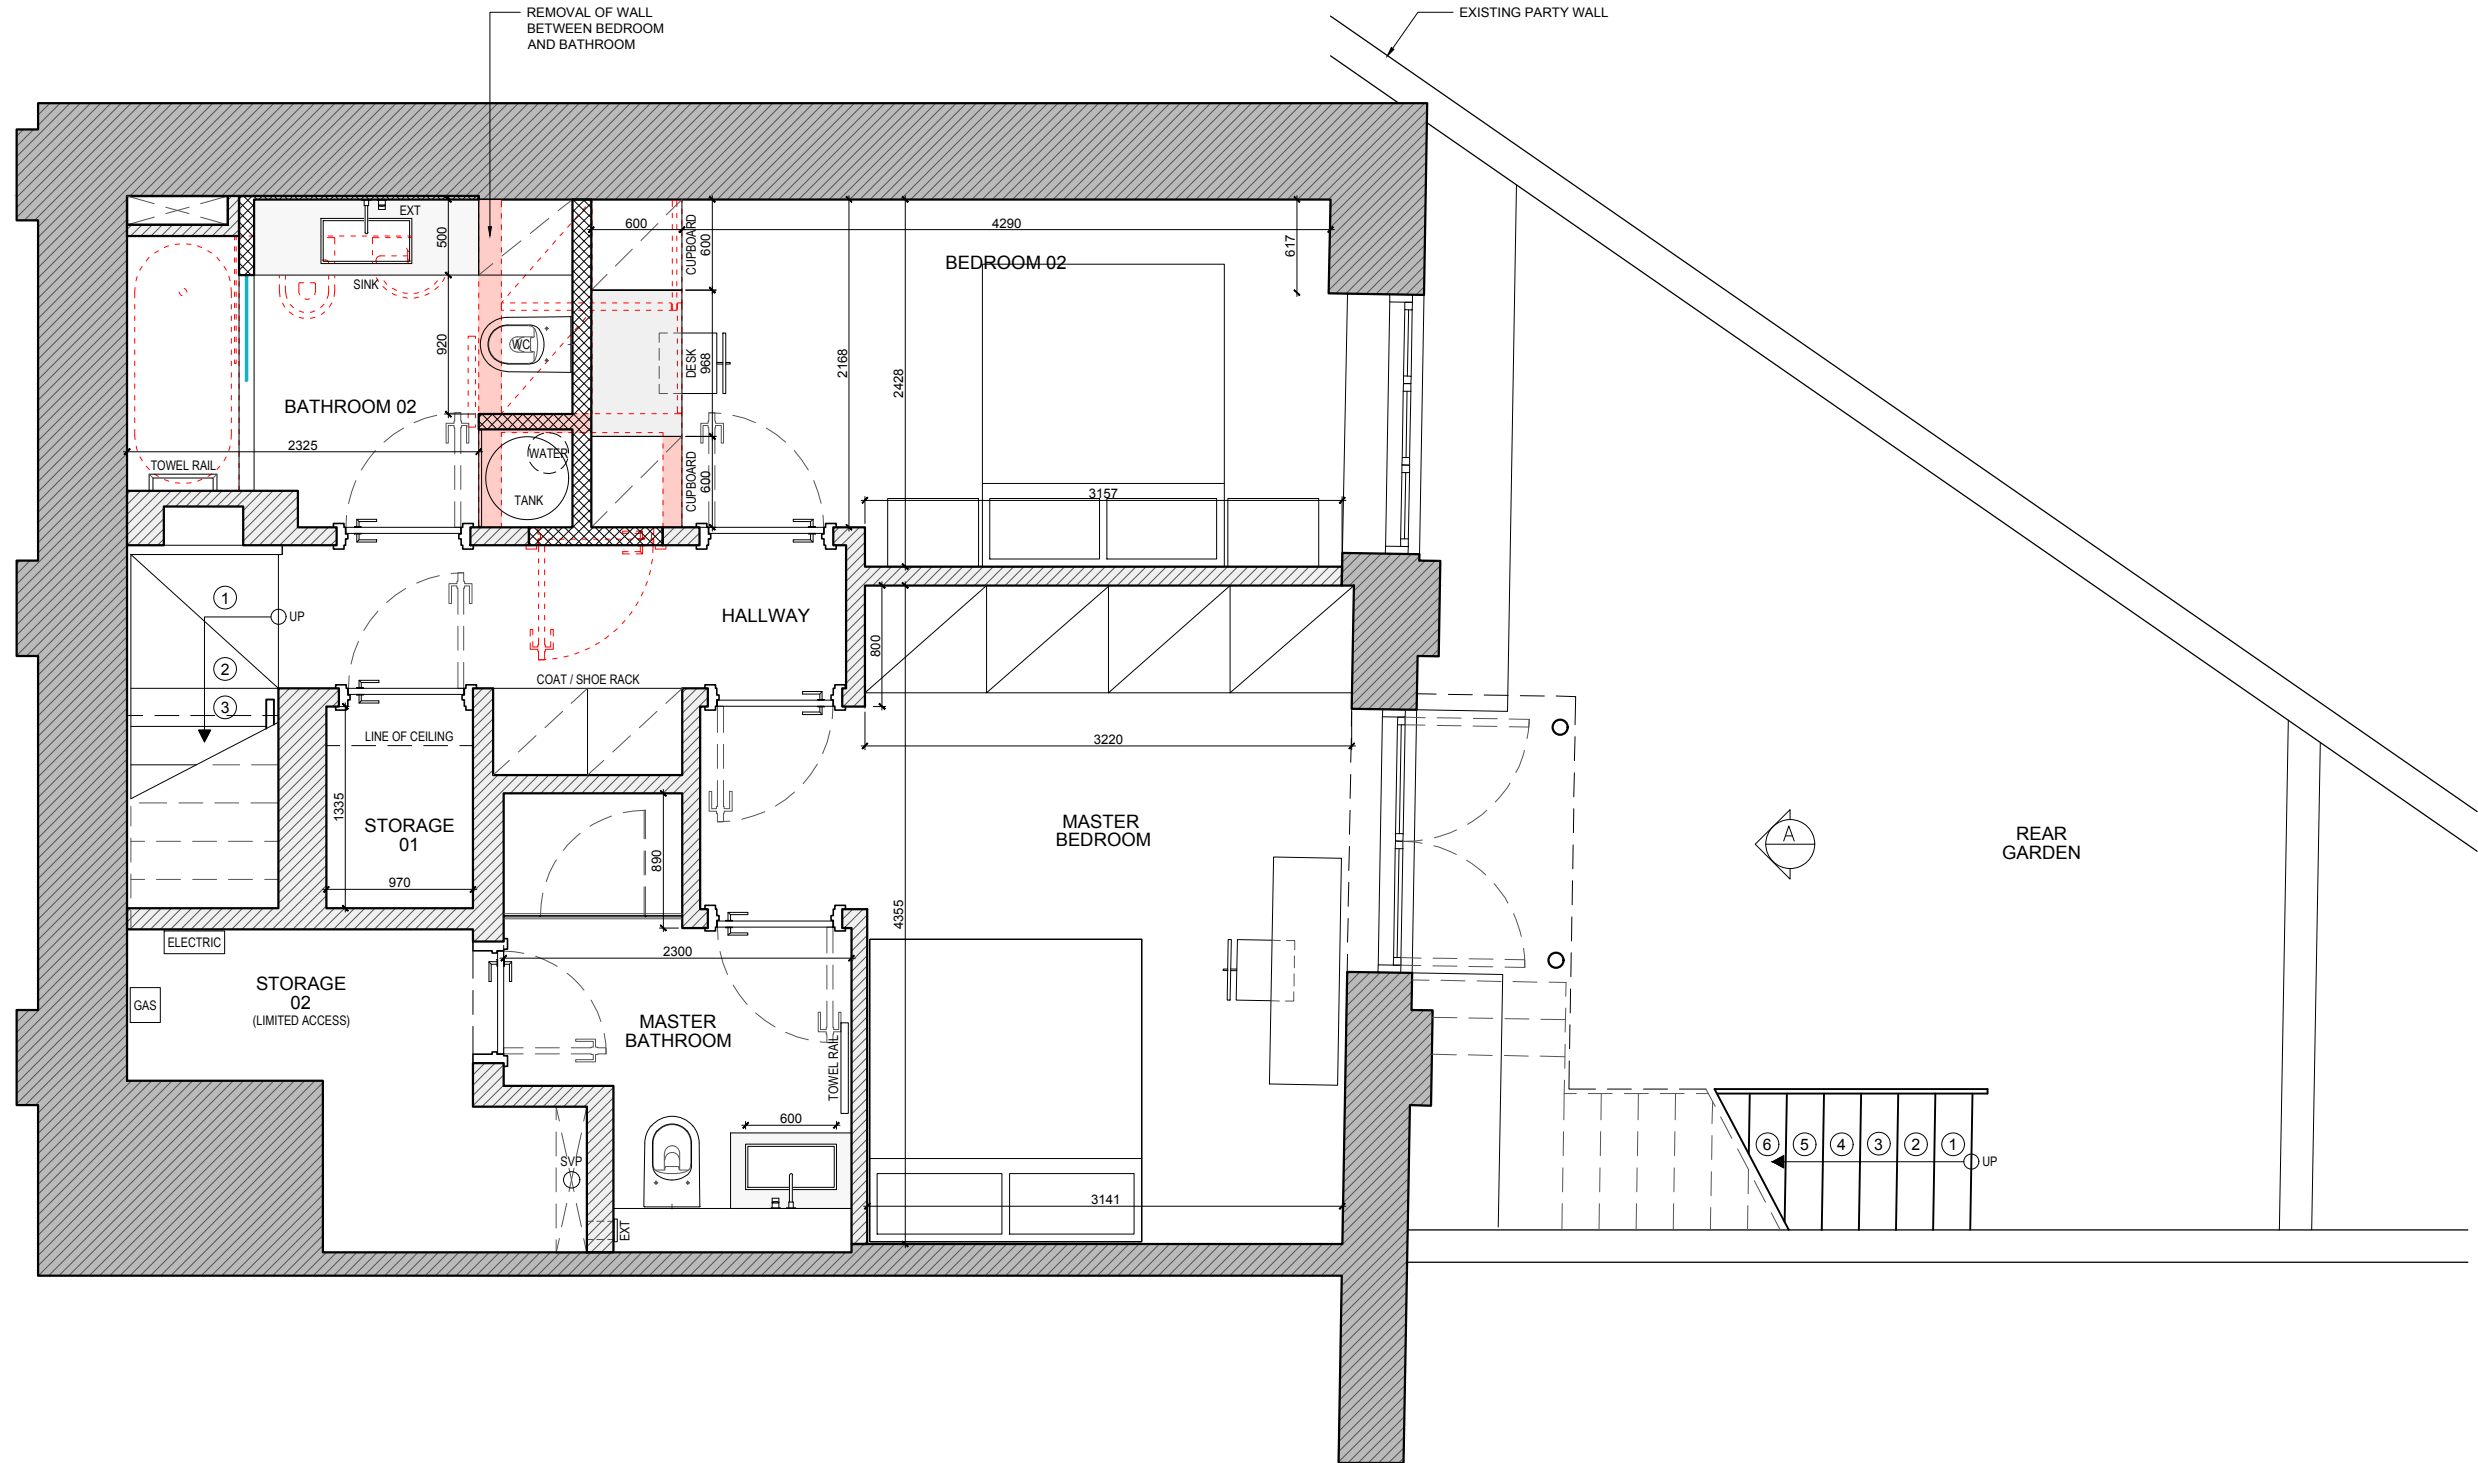 REMOVAL OF WALL
BETWEEN BEDROOM
AND BATHROOM
EXISTING PARTY WALL
EXT
SINK
500
920
WC
BATHROOM 02
2325
TOWEL RAIL
WATER
TANK
600
CUPBOARD
600
DESK
968
CUPBOARD
600
4290
617
BEDROOM 02
2168
2428
3157
1
UP
2
3
HALLWAY
COAT / SHOE RACK
800
LINE OF CEILING
3220
1335
STORAGE
01
970
890
MASTER
BEDROOM
A
REAR
GARDEN
ELECTRIC
GAS
STORAGE
02
(LIMITED ACCESS)
2300
4355
MASTER
BATHROOM
TOWEL RAIL
600
SVP
EXT
3141
6
5
4
3
2
1
UP